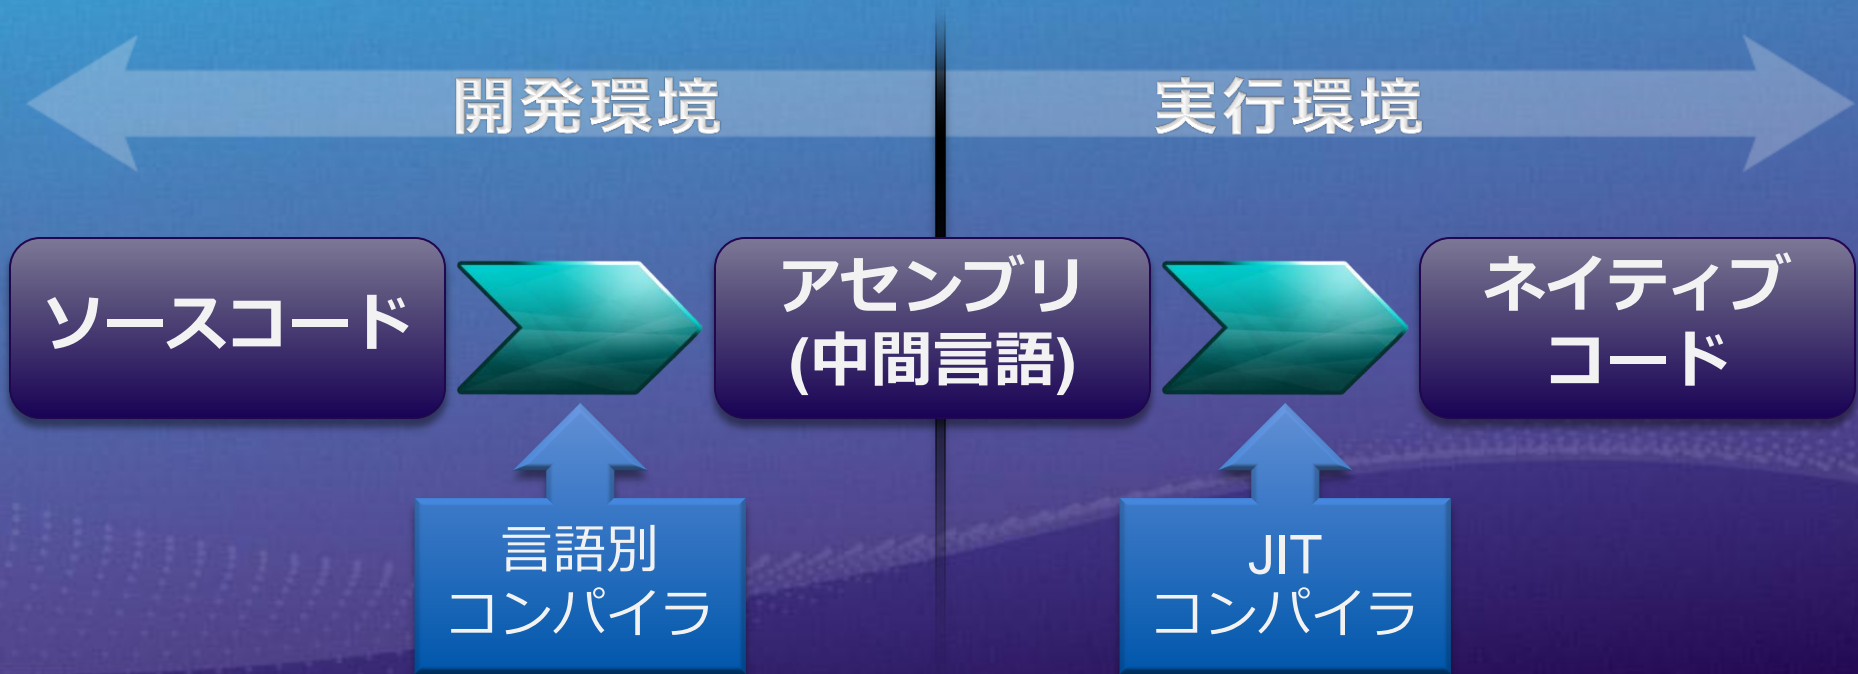 開発環境
実行環境
ソースコード
アセンブリ
(中間言語)
ネイティブ
コード
言語別
コンパイラ
JIT
コンパイラ